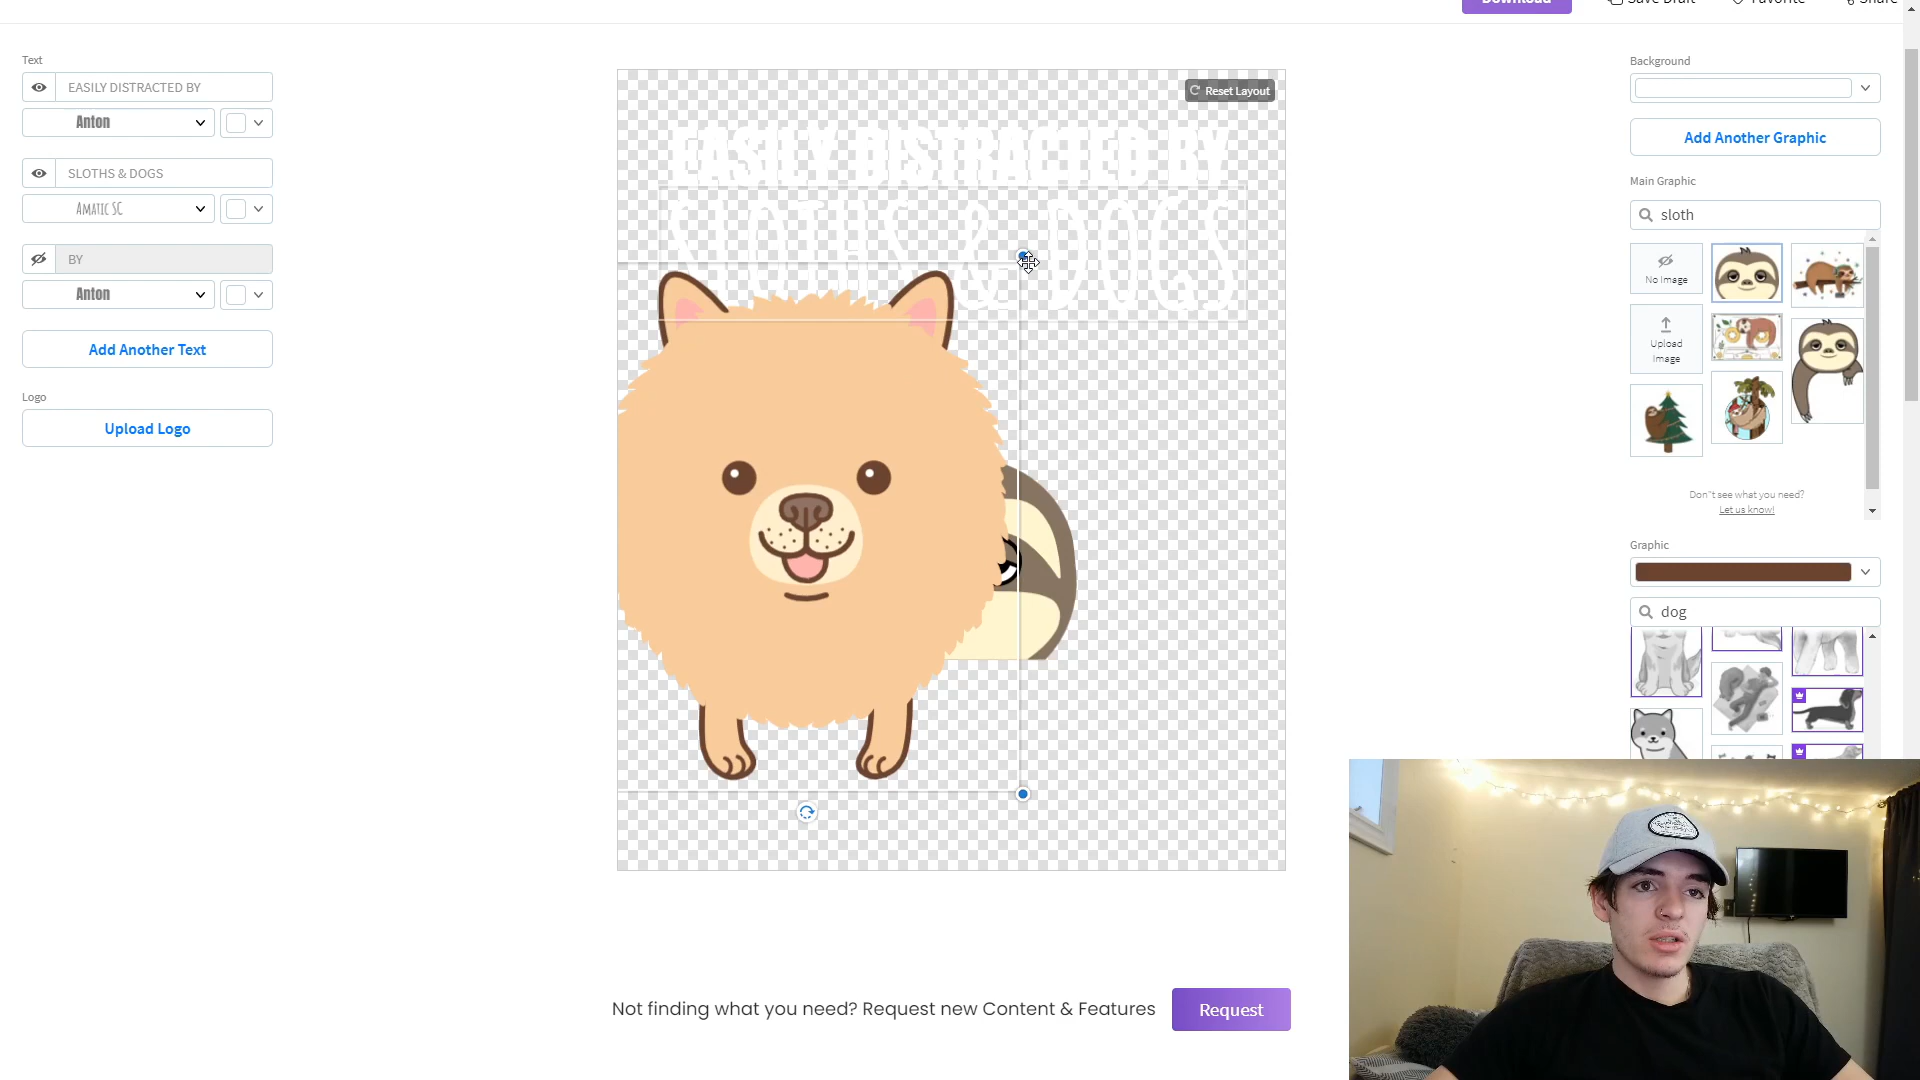 Download
Save Draft
Favorite
Share
Text
EASILY DISTRACTED BY
Anton
SLOTHS & DOGS
AMATIC SC
BY
Anton
Add Another Text
Logo
Upload Logo
Reset Layout
EASILY DISTRACTED BY
SLOTHS & DOGS
Background
Add Another Graphic
Main Graphic
sloth
No Image
Upload
Image
Don"t see what you need?
Let us know!
Graphic
dog
Not finding what you need? Request new Content & Features
Request